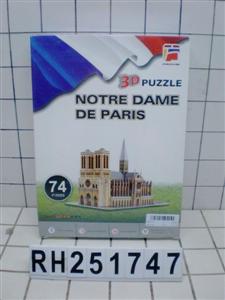 3D PUZZLE
NOTRE DAME
DE PARIS
74
RH251747